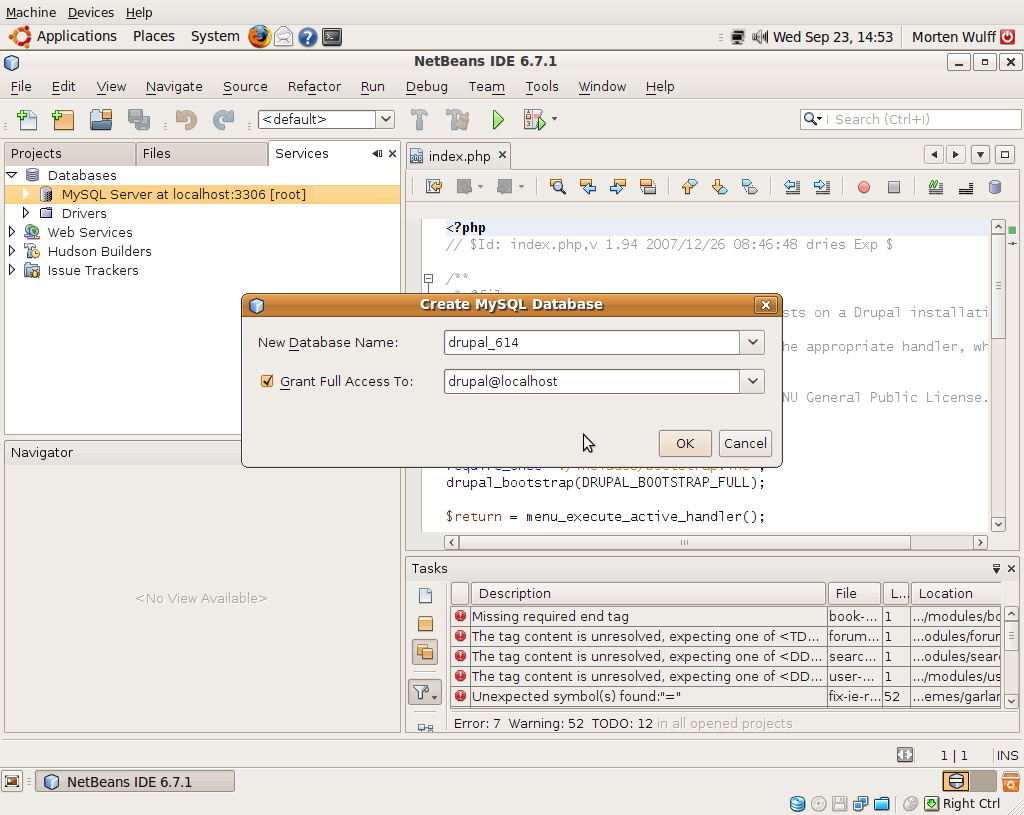 Machine Devices Help
Applications Places System Wed Sep 23, 14:53 Morten Wulff
NetBeans IDE 6.7.1
File Edit View Navigate Source Refactor Run Debug Team Tools Window Help
<default> Search (Ctrl+I)
Projects Files Services
index.php
Databases
MySQL Server at localhost:3306 [root]
Drivers
Web Services
Hudson Builders
Issue Trackers
<?php
// $Id: index.php,v 1.94 2007/12/26 08:46:48 dries Exp $
/**
Create MySQL Database
sts on a Drupal installati
New Database Name: drupal_614
he appropriate handler, wh
Grant Full Access To: drupal@localhost
NU General Public License.
OK Cancel
Navigator
drupal_bootstrap(DRUPAL_BOOTSTRAP_FULL);
$return = menu_execute_active_handler();
<No View Available>
Tasks
Description File L... Location
Missing required end tag book-... 1 .../modules/bo
The tag content is unresolved, expecting one of <TD... forum... 1 ...odules/forur
The tag content is unresolved, expecting one of <DD... searc... 1 ...odules/sear
The tag content is unresolved, expecting one of <DD... user-... 1 .../modules/us
Unexpected symbol(s) found:"=" fix-ie-r... 52 ...emes/garlar
Error: 7 Warning: 52 TODO: 12 in all opened projects
1 | 1 INS
NetBeans IDE 6.7.1
Right Ctrl